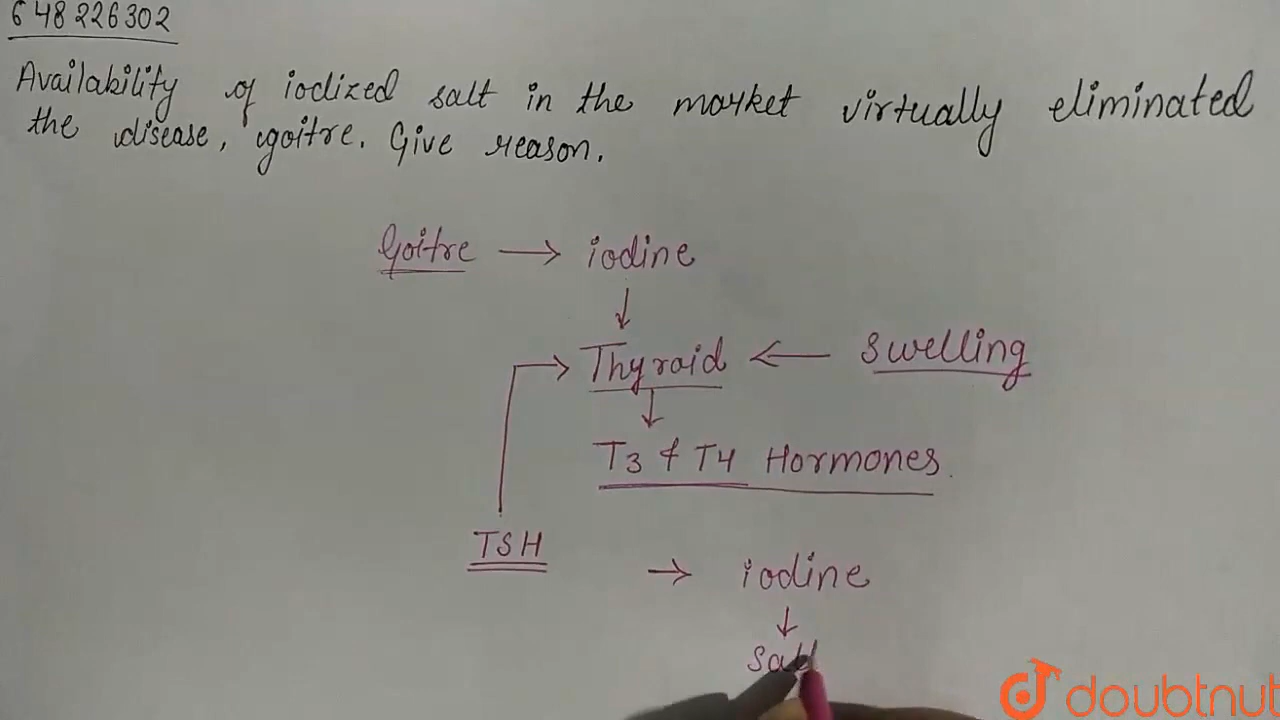 648226302
Availability of iodized salt in the market virtually eliminated
the disease, goitre. Give reason.
Goitre → iodine
↓
Thyroid ← Swelling
↓
T3 & T4 Hormones.
TSH
→ iodine
↓
Salt
doubtnut